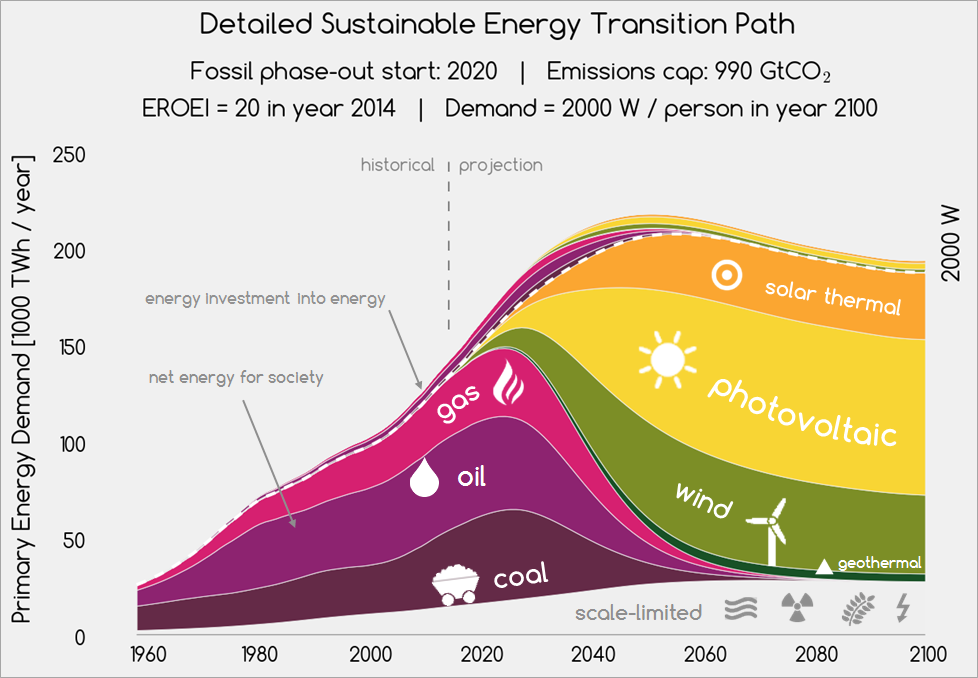 Detailed Sustainable Energy Transition Path
Fossil phase-out start: 2020 | Emissions cap: 990 GtCO₂
EROEI = 20 in year 2014 | Demand = 2000 W / person in year 2100
Primary Energy Demand [1000 TWh / year]
250
200
150
100
50
0
historical
projection
energy investment into energy
net energy for society
gas
oil
coal
solar thermal
photovoltaic
wind
geothermal
scale-limited
2000 W
1960 1980 2000 2020 2040 2060 2080 2100